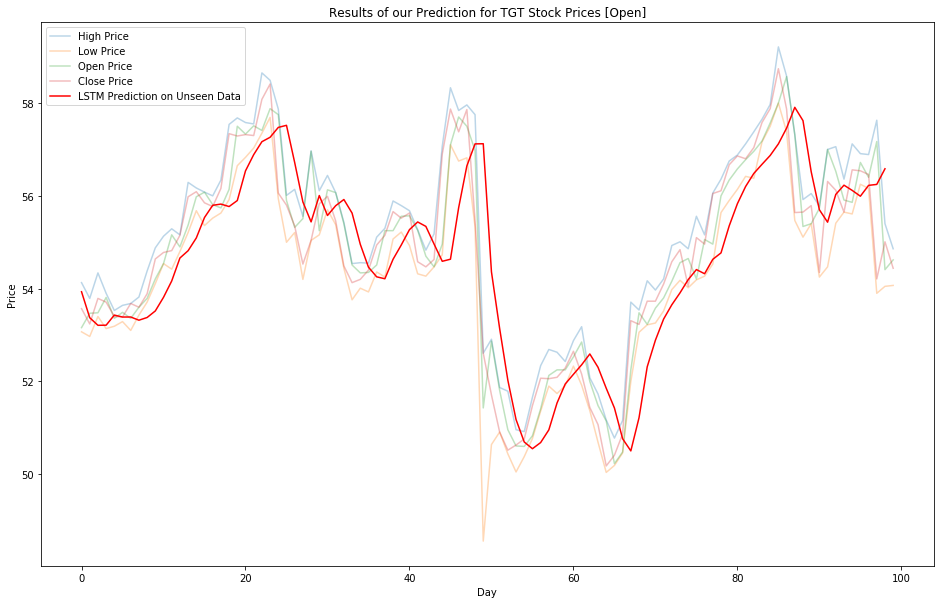 Results of our Prediction for TGT Stock Prices [Open]
High Price
Low Price
Open Price
Close Price
LSTM Prediction on Unseen Data
58
56
54
52
50
Price
0 20 40 60 80 100
Day